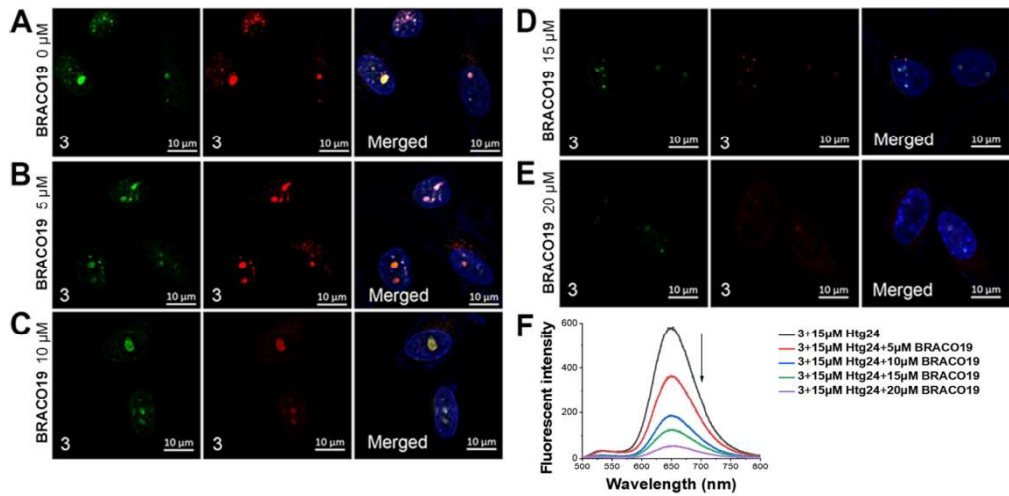 A
BRACO19 0 µM
3
10 µm
3
10 µm
Merged
10 µm
B
BRACO19 5 µM
3
10 µm
3
10 µm
Merged
10 µm
C
BRACO19 10 µM
3
10 µm
3
10 µm
Merged
10 µm
D
BRACO19 15 µM
3
10 µm
3
10 µm
Merged
10 µm
E
BRACO19 20 µM
3
10 µm
3
10 µm
Merged
10 µm
F
Fluorescent intensity
600
400
200
0
500 550 600 650 700 750 800
Wavelength (nm)
3+15µM Htg24
3+15µM Htg24+5µM BRACO19
3+15µM Htg24+10µM BRACO19
3+15µM Htg24+15µM BRACO19
3+15µM Htg24+20µM BRACO19